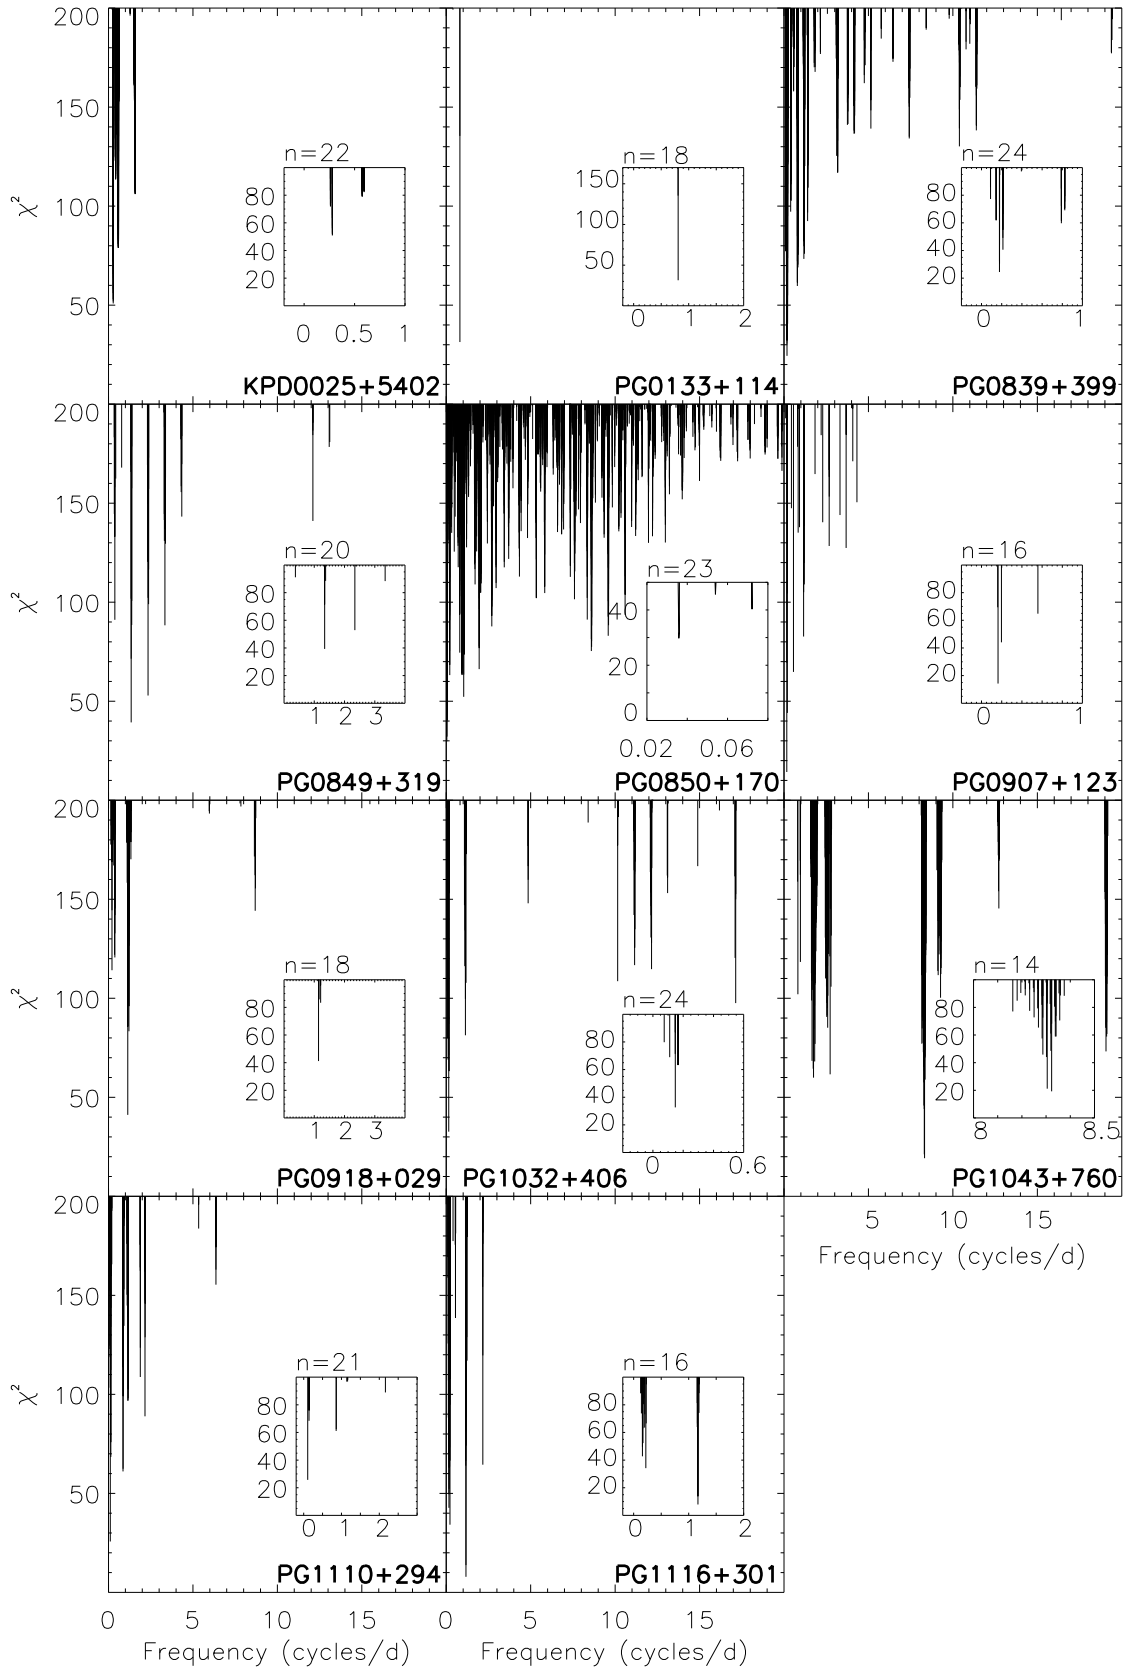 200
150
100
50
χ²
n=22
80
60
40
20
0 0.5 1
KPD0025+5402
n=18
150
100
50
0 1 2
PG0133+114
n=24
80
60
40
20
0 1
PG0839+399
200
150
100
50
χ²
n=20
80
60
40
20
1 2 3
PG0849+319
n=23
40
20
0
0.02 0.06
PG0850+170
n=16
80
60
40
20
0 1
PG0907+123
200
150
100
50
χ²
n=18
80
60
40
20
1 2 3
PG0918+029
n=24
80
60
40
20
0 0.6
PG1032+406
n=14
80
60
40
20
8 8.5
PG1043+760
5 10 15
Frequency (cycles/d)
200
150
100
50
χ²
n=21
80
60
40
20
0 1 2
PG1110+294
n=16
80
60
40
20
0 1 2
PG1116+301
0 5 10 15
Frequency (cycles/d)
0 5 10 15
Frequency (cycles/d)